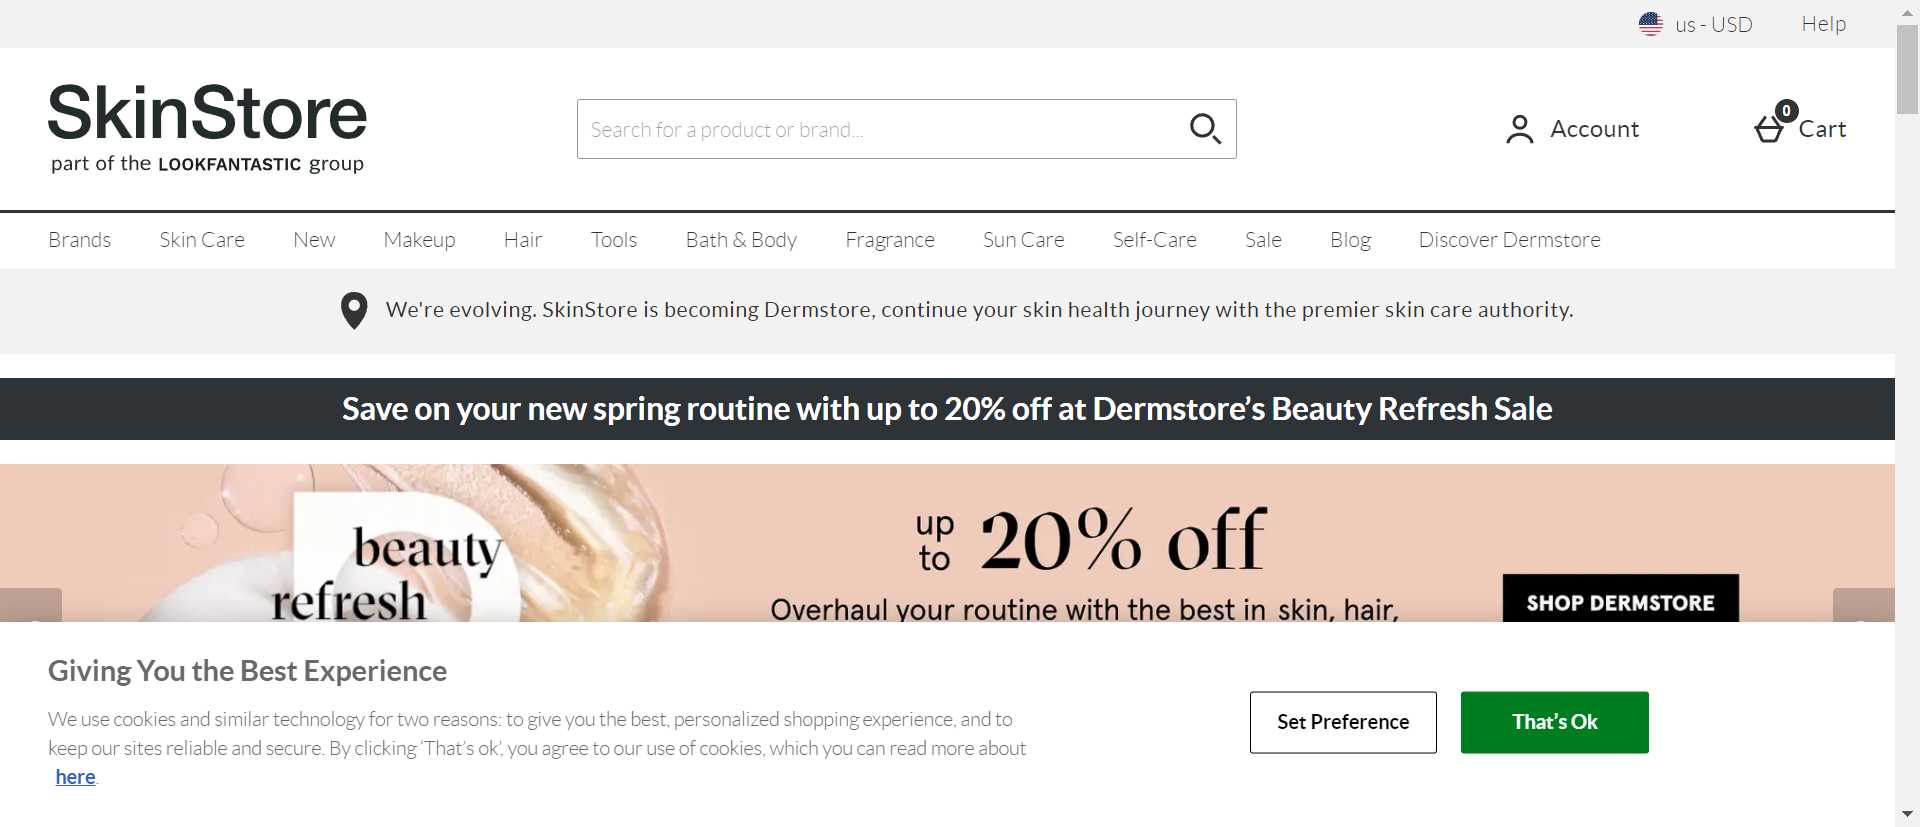 us - USD
Help
SkinStore
part of the LOOKFANTASTIC group
Search for a product or brand...
Account
0
Cart
Brands
Skin Care
New
Makeup
Hair
Tools
Bath & Body
Fragrance
Sun Care
Self-Care
Sale
Blog
Discover Dermstore
We're evolving. SkinStore is becoming Dermstore, continue your skin health journey with the premier skin care authority.
Save on your new spring routine with up to 20% off at Dermstore’s Beauty Refresh Sale
beauty
refresh
up
to
20% off
Overhaul your routine with the best in skin, hair,
SHOP DERMSTORE
Giving You the Best Experience
We use cookies and similar technology for two reasons: to give you the best, personalized shopping experience, and to
keep our sites reliable and secure. By clicking ‘That’s ok’, you agree to our use of cookies, which you can read more about
here.
Set Preference
That’s Ok